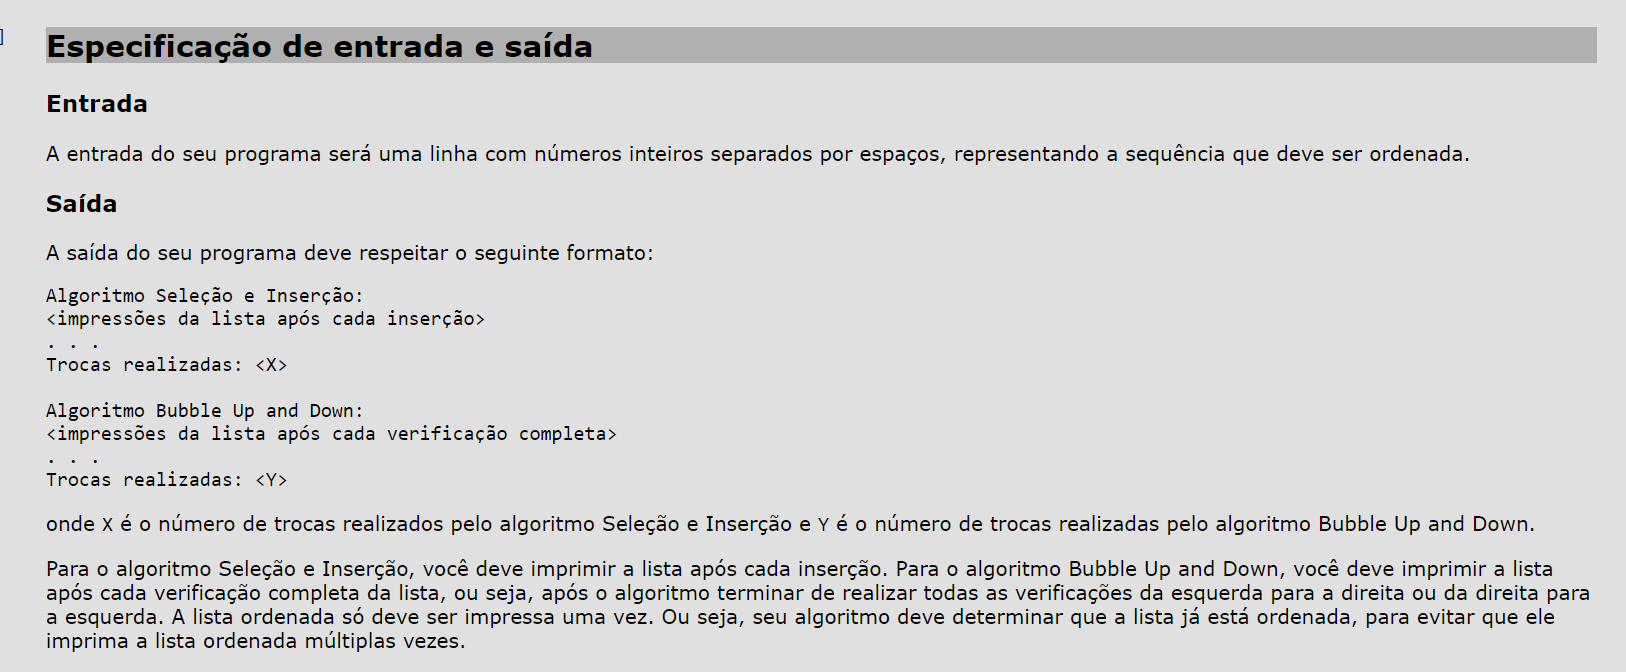 ]
Especificação de entrada e saída
Entrada
A entrada do seu programa será uma linha com números inteiros separados por espaços, representando a sequência que deve ser ordenada.
Saída
A saída do seu programa deve respeitar o seguinte formato:
Algoritmo Seleção e Inserção:
<impressões da lista após cada inserção>
. . .
Trocas realizadas: <X>
Algoritmo Bubble Up and Down:
<impressões da lista após cada verificação completa>
. . .
Trocas realizadas: <Y>
onde X é o número de trocas realizados pelo algoritmo Seleção e Inserção e Y é o número de trocas realizadas pelo algoritmo Bubble Up and Down.
Para o algoritmo Seleção e Inserção, você deve imprimir a lista após cada inserção. Para o algoritmo Bubble Up and Down, você deve imprimir a lista
após cada verificação completa da lista, ou seja, após o algoritmo terminar de realizar todas as verificações da esquerda para a direita ou da direita para
a esquerda. A lista ordenada só deve ser impressa uma vez. Ou seja, seu algoritmo deve determinar que a lista já está ordenada, para evitar que ele
imprima a lista ordenada múltiplas vezes.